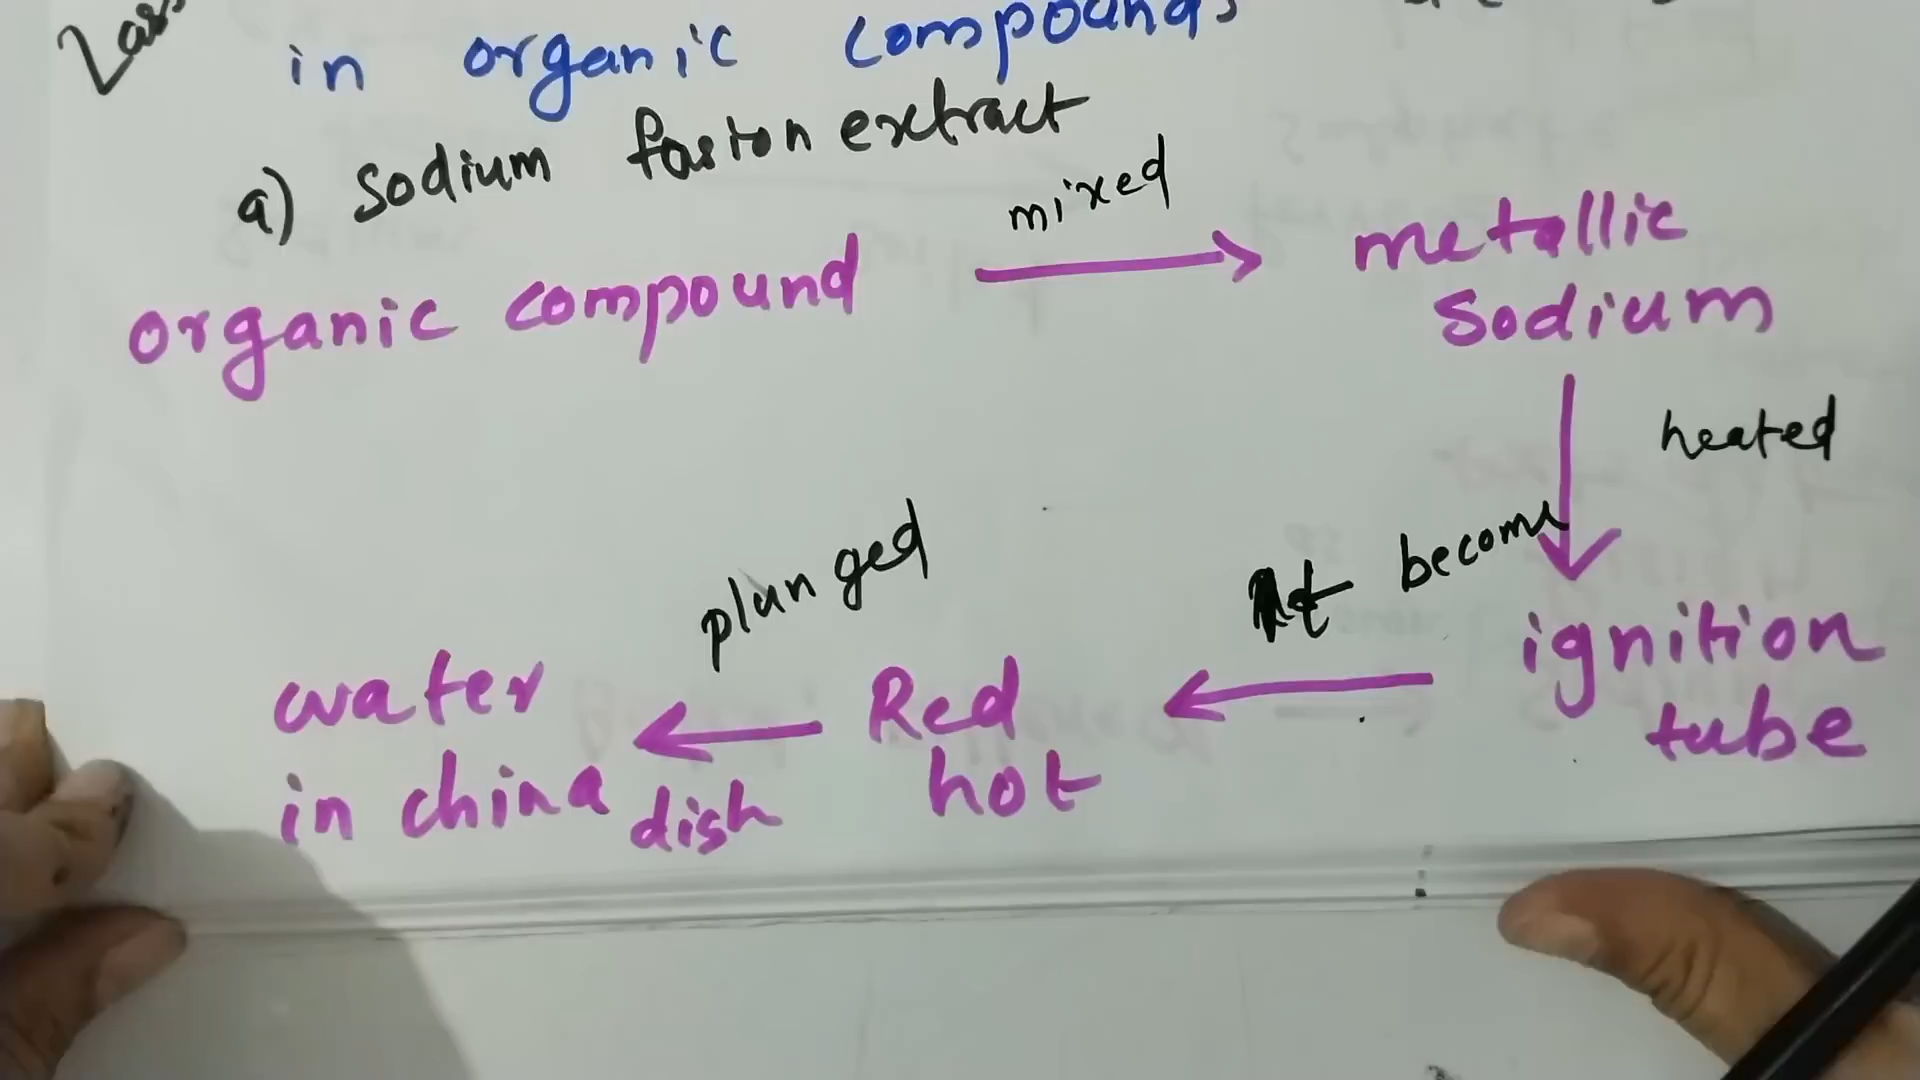 in organic compounds
a) Sodium fusion extract
organic compound mixed metallic
sodium
heated
plunged It become
water Red ignition
in china dish hot tube